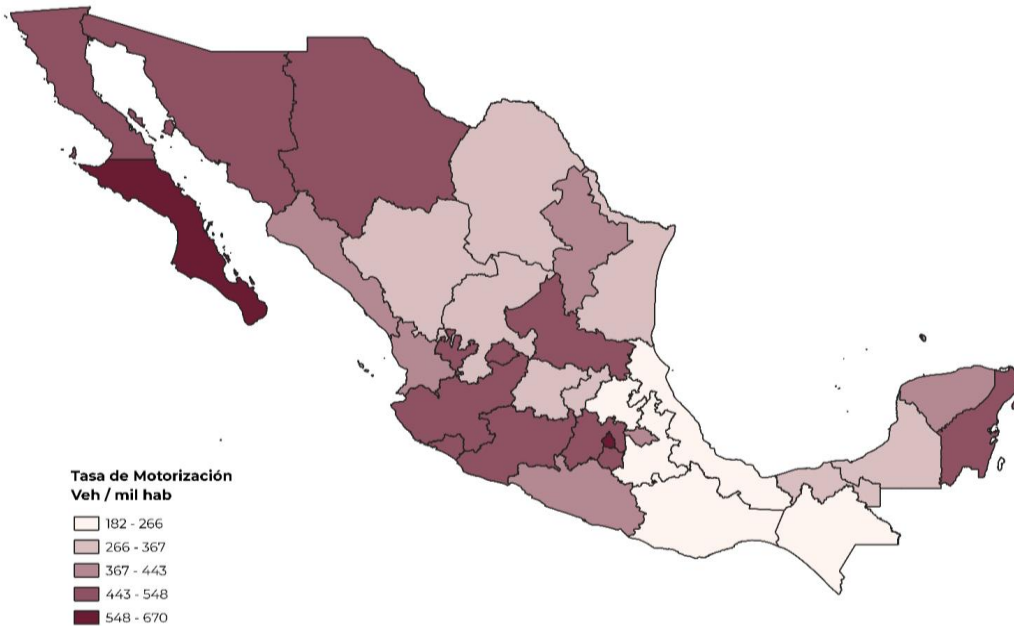 Tasa de Motorización
Veh / mil hab
182 - 266
266 - 367
367 - 443
443 - 548
548 - 670